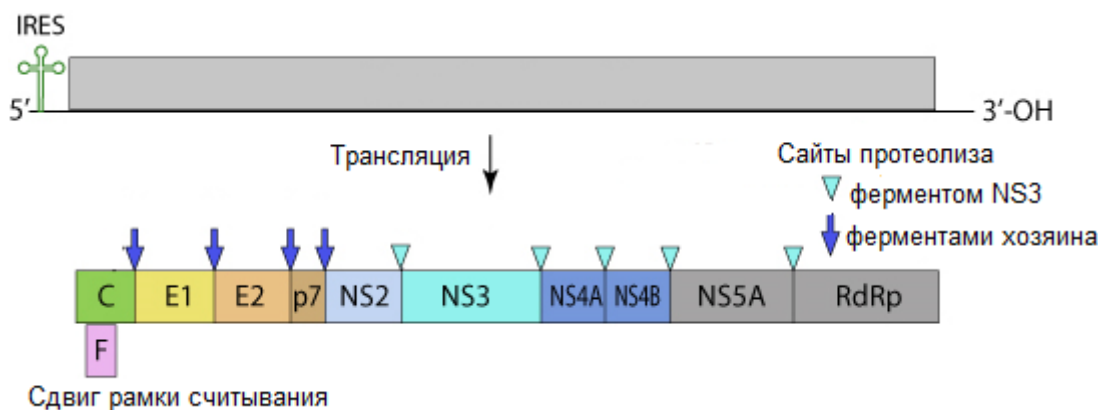 IRES
5' 3'-OH
Трансляция
Сайты протеолиза
ферментом NS3
ферментами хозяина
C E1 E2 p7 NS2 NS3 NS4A NS4B NS5A RdRp
F
Сдвиг рамки считывания